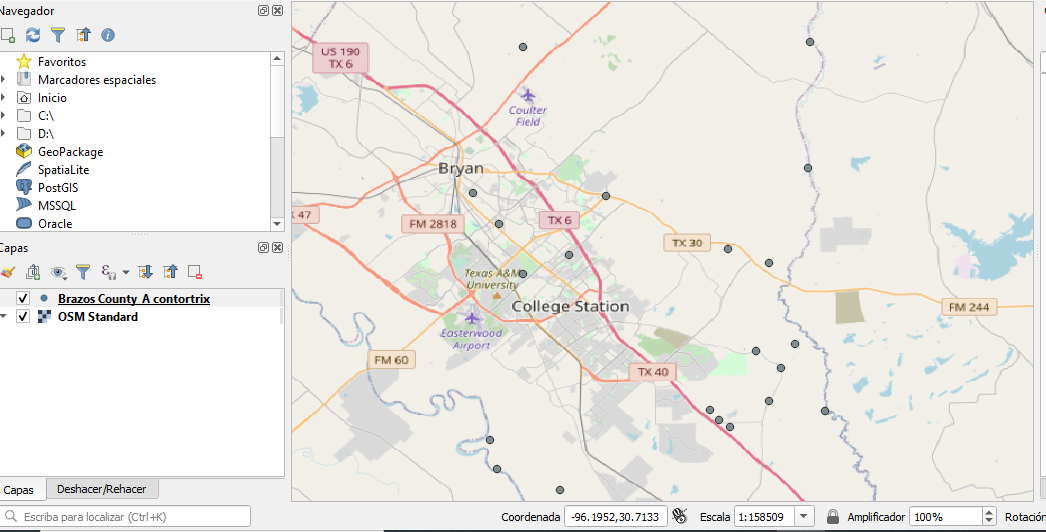 Navegador
Favoritos
Marcadores espaciales
Inicio
C:\
D:\
GeoPackage
SpatiaLite
PostGIS
MSSQL
Oracle
Capas
Brazos County_A contortrix
OSM Standard
Capas
Deshacer/Rehacer
US 190
TX 6
Coulter
Field
Bryan
47
FM 2818
TX 6
TX 30
Texas A&M
University
College Station
FM 244
Easterwood
Airport
FM 60
TX 40
Escriba para localizar (Ctrl+K)
Coordenada
-96.1952,30.7133
Escala
1:158509
Amplificador
100%
Rotación